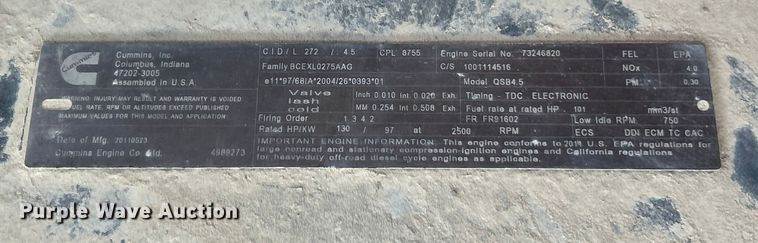 Cummins
Cummins, Inc.
Columbus, Indiana
47202-3005
Assembled in U.S.A.
C.I.D/L 272 / 4.5 CPL 8755 Engine Serial No. 73246820 FEL EPA
Family BCEXL0275AAG C/S 1001114516 NOx 4.0
e11*97/68JA*2004/26*0393*01 Model QSB4.5 PM 0.30
WARNING INJURY MAY RESULT AND WARRANTY IS VOIDED
MODEL RATE, RPM OR ALTITUDES EXCEED PUBLISHED
MAXIMUM VALUES FOR THIS MODEL AND APPLICATION.
Valve lash cold Inch 0.010 Int 0.020 Exh Timing - TDC ELECTRONIC
MM 0.254 Int 0.508 Exh Fuel rate at rated HP 101 mm3/st
Firing Order 1 3 4 2 FR FR91602 Low Idle RPM 750
Rated HP/KW 130 / 97 at 2500 RPM ECS DDI ECM TC CAC
Date of Mfg. 20110523
Cummins Engine Co Ltd. 4989273
IMPORTANT ENGINE INFORMATION: This engine conforms to 2011 U.S. EPA regulations for
large nonroad and stationary compression-ignition engines and California regulations
for heavy-duty off-road diesel cycle engines as applicable.
Purple Wave Auction